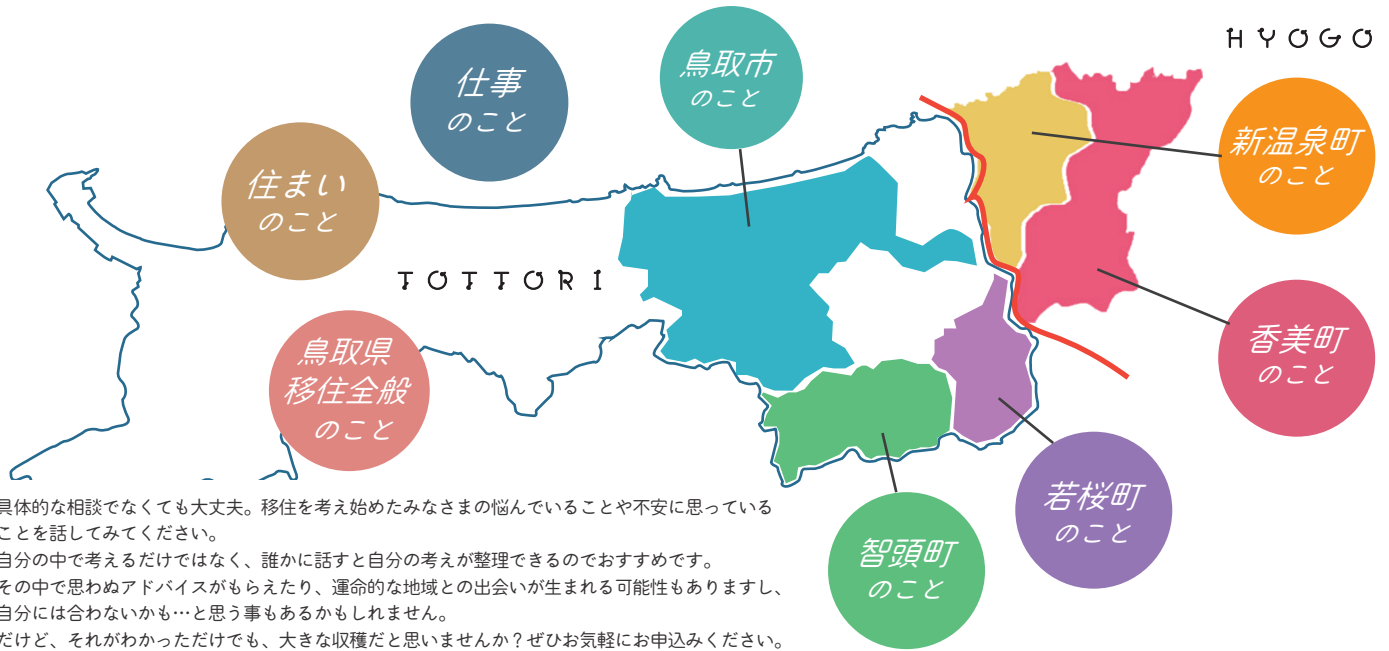 HYOGO
鳥取市
のこと
仕事
のこと
新温泉町
のこと
住まい
のこと
TOTTORI
鳥取県
移住全般
のこと
香美町
のこと
若桜町
のこと
智頭町
のこと
具体的な相談でなくても大丈夫。移住を考え始めたみなさまの悩んでいることや不安に思っている
ことを話してみてください。
自分の中で考えるだけではなく、誰かに話すと自分の考えが整理できるのでおすすめです。
その中で思わぬアドバイスがもらえたり、運命的な地域との出会いが生まれる可能性もありますし、
自分には合わないかも…と思う事もあるかもしれません。
だけど、それがわかっただけでも、大きな収穫だと思いませんか？ぜひお気軽にお申込みください。